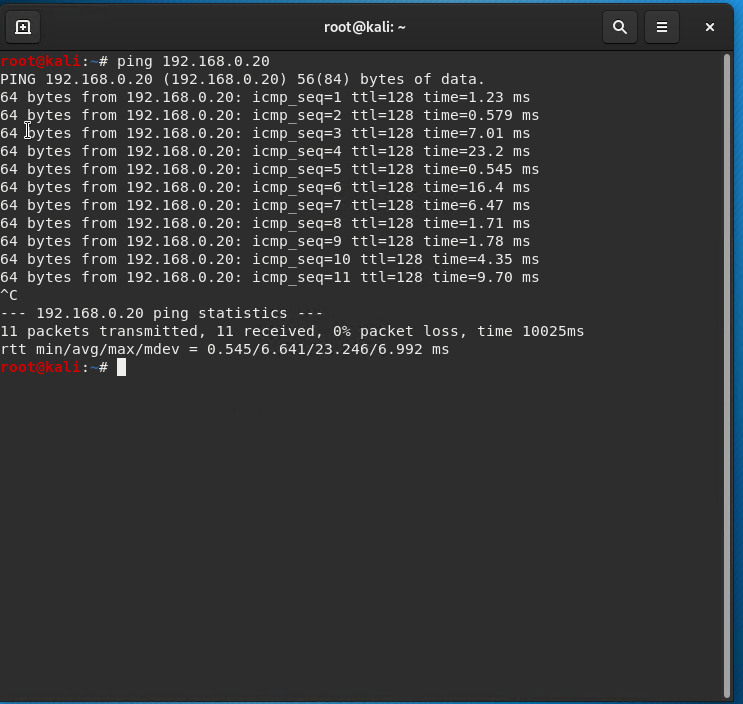 root@kali: ~
root@kali:~# ping 192.168.0.20
PING 192.168.0.20 (192.168.0.20) 56(84) bytes of data.
64 bytes from 192.168.0.20: icmp_seq=1 ttl=128 time=1.23 ms
64 bytes from 192.168.0.20: icmp_seq=2 ttl=128 time=0.579 ms
64 bytes from 192.168.0.20: icmp_seq=3 ttl=128 time=7.01 ms
64 bytes from 192.168.0.20: icmp_seq=4 ttl=128 time=23.2 ms
64 bytes from 192.168.0.20: icmp_seq=5 ttl=128 time=0.545 ms
64 bytes from 192.168.0.20: icmp_seq=6 ttl=128 time=16.4 ms
64 bytes from 192.168.0.20: icmp_seq=7 ttl=128 time=6.47 ms
64 bytes from 192.168.0.20: icmp_seq=8 ttl=128 time=1.71 ms
64 bytes from 192.168.0.20: icmp_seq=9 ttl=128 time=1.78 ms
64 bytes from 192.168.0.20: icmp_seq=10 ttl=128 time=4.35 ms
64 bytes from 192.168.0.20: icmp_seq=11 ttl=128 time=9.70 ms
^C
--- 192.168.0.20 ping statistics ---
11 packets transmitted, 11 received, 0% packet loss, time 10025ms
rtt min/avg/max/mdev = 0.545/6.641/23.246/6.992 ms
root@kali:~#